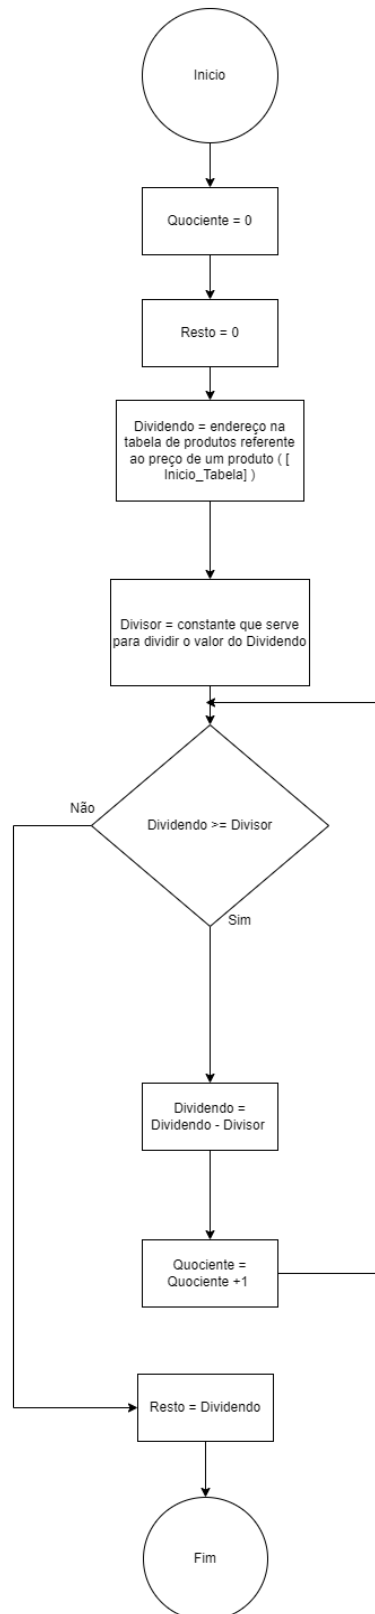 Inicio
Quociente = 0
Resto = 0
Dividendo = endereço na
tabela de produtos referente
ao preço de um produto ( [
Inicio_Tabela] )
Divisor = constante que serve
para dividir o valor do Dividendo
Não
Dividendo >= Divisor
Sim
Dividendo =
Dividendo - Divisor
Quociente =
Quociente +1
Resto = Dividendo
Fim